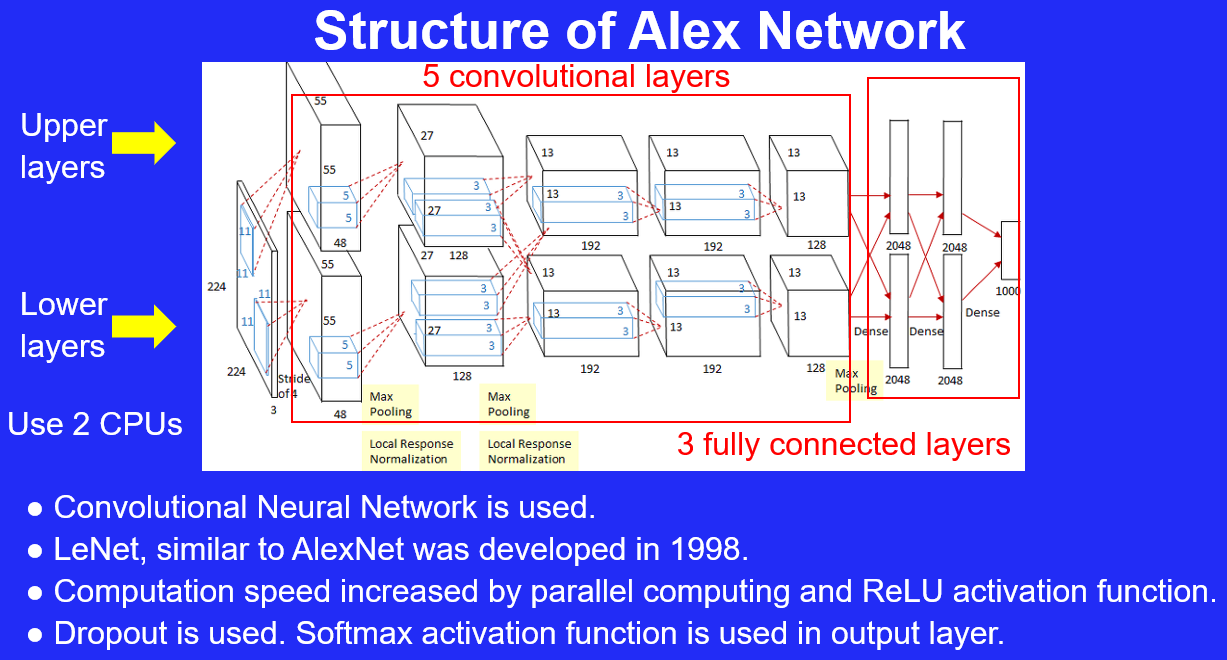 Structure of Alex Network
5 convolutional layers
Upper
layers
Lower
layers
Use 2 CPUs
55
27
13
13
13
55
5
5
3
3
3
27
13
3
3
13
3
3
13
11
11
48
128
192
192
128
2048
2048
224
55
27
13
13
13
11
11
55
5
5
3
3
27
3
3
13
3
3
13
3
3
13
1000
Dense
Dense
Dense
224
Stride
of 4
3
48
128
192
192
128
2048
2048
Max
Pooling
Max
Pooling
Max
Pooling
Local Response
Normalization
Local Response
Normalization
3 fully connected layers
● Convolutional Neural Network is used.
● LeNet, similar to AlexNet was developed in 1998.
● Computation speed increased by parallel computing and ReLU activation function.
● Dropout is used. Softmax activation function is used in output layer.